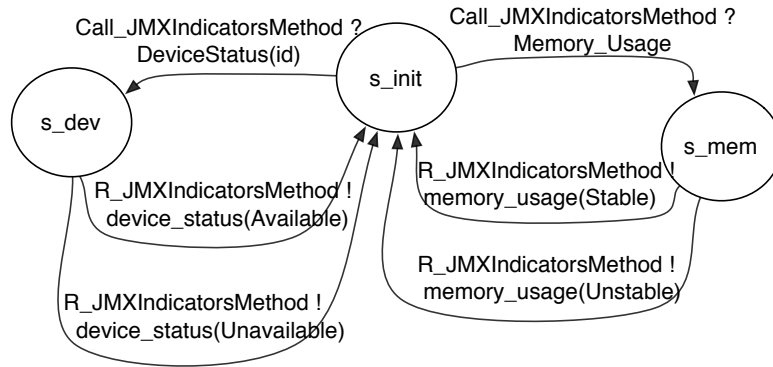 Call_JMXIndicatorsMethod ?
DeviceStatus(id)
Call_JMXIndicatorsMethod ?
Memory_Usage
s_init
s_dev
s_mem
R_JMXIndicatorsMethod !
device_status(Available)
R_JMXIndicatorsMethod !
memory_usage(Stable)
R_JMXIndicatorsMethod !
device_status(Unavailable)
R_JMXIndicatorsMethod !
memory_usage(Unstable)